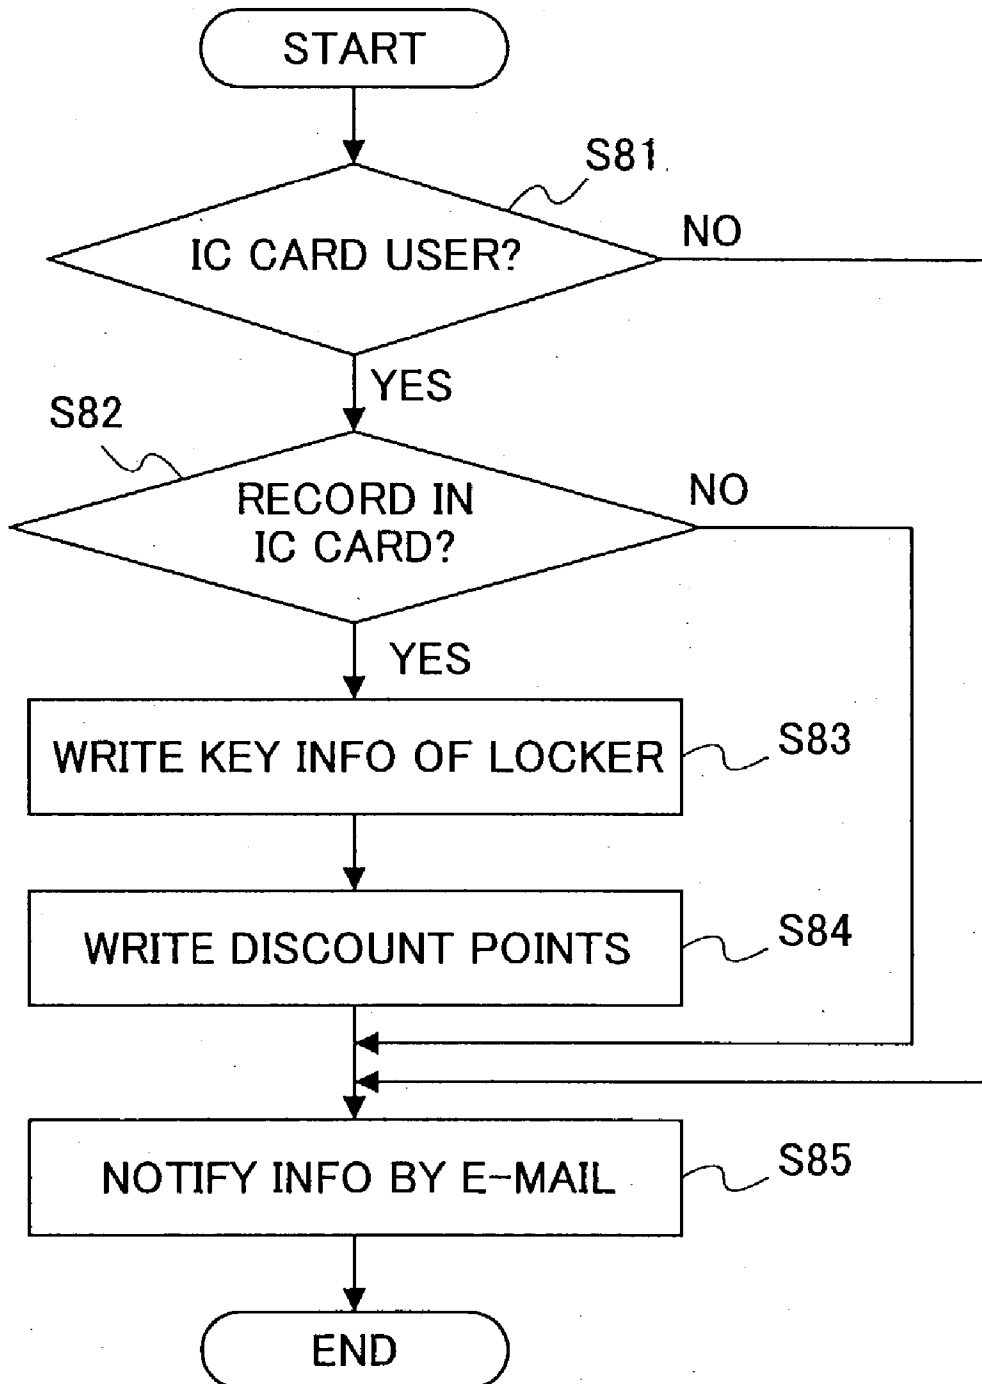 START
S81
IC CARD USER?
NO
YES
S82
RECORD IN
IC CARD?
NO
YES
WRITE KEY INFO OF LOCKER
S83
WRITE DISCOUNT POINTS
S84
NOTIFY INFO BY E-MAIL
S85
END